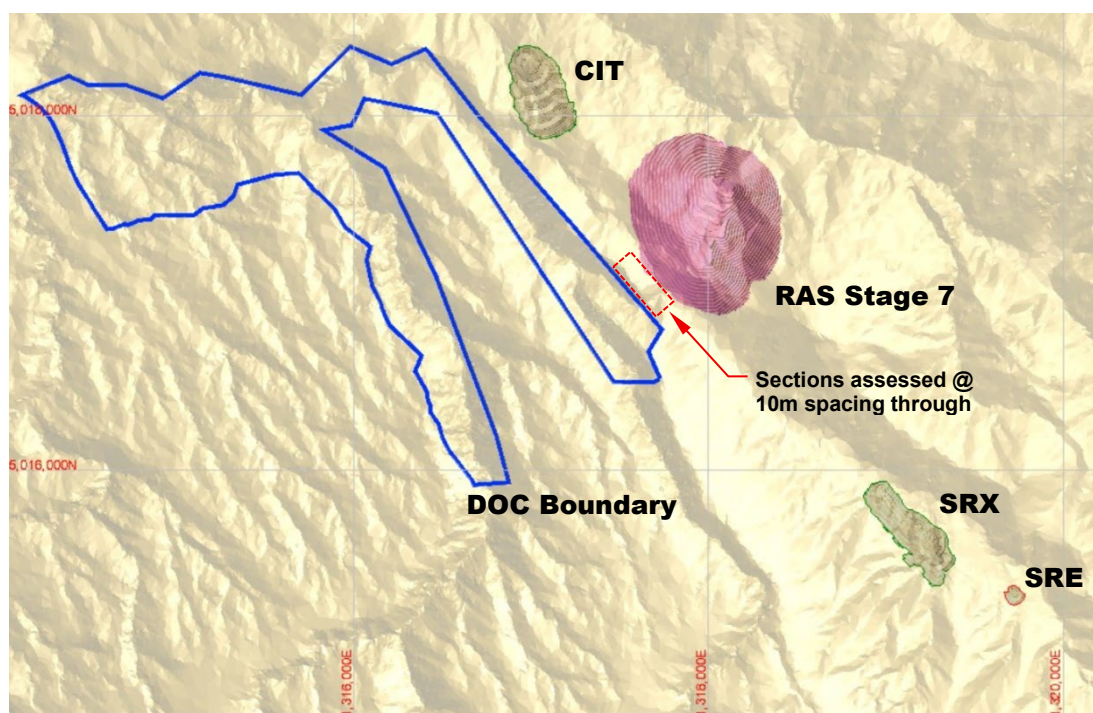 CIT
5,018,000N
RAS Stage 7
Sections assessed @
10m spacing through
5,016,000N
DOC Boundary
SRX
SRE
1,316,000E
1,318,000E
1,320,000E